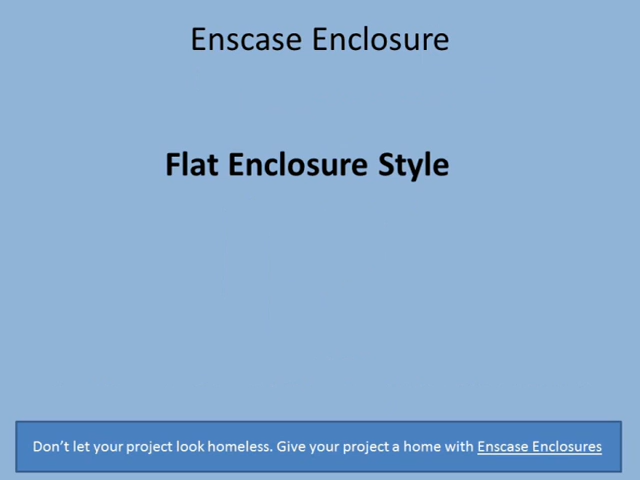 Enscase Enclosure
Flat Enclosure Style
Don't let your project look homeless. Give your project a home with Enscase Enclosures